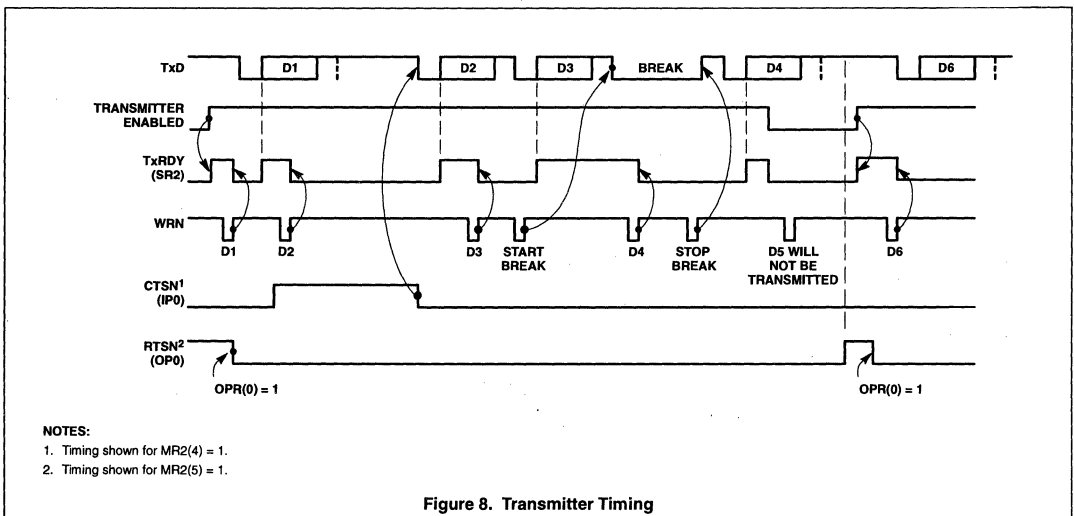 TxD
D1
D2
D3
BREAK
D4
D6
TRANSMITTER
ENABLED
TxRDY
(SR2)
WRN
D1
D2
D3
START
BREAK
D4
STOP
BREAK
D5 WILL
NOT BE
TRANSMITTED
D6
CTSN¹
(IP0)
RTSN²
(OP0)
OPR(0) = 1
OPR(0) = 1
NOTES:
1. Timing shown for MR2(4) = 1.
2. Timing shown for MR2(5) = 1.
Figure 8. Transmitter Timing